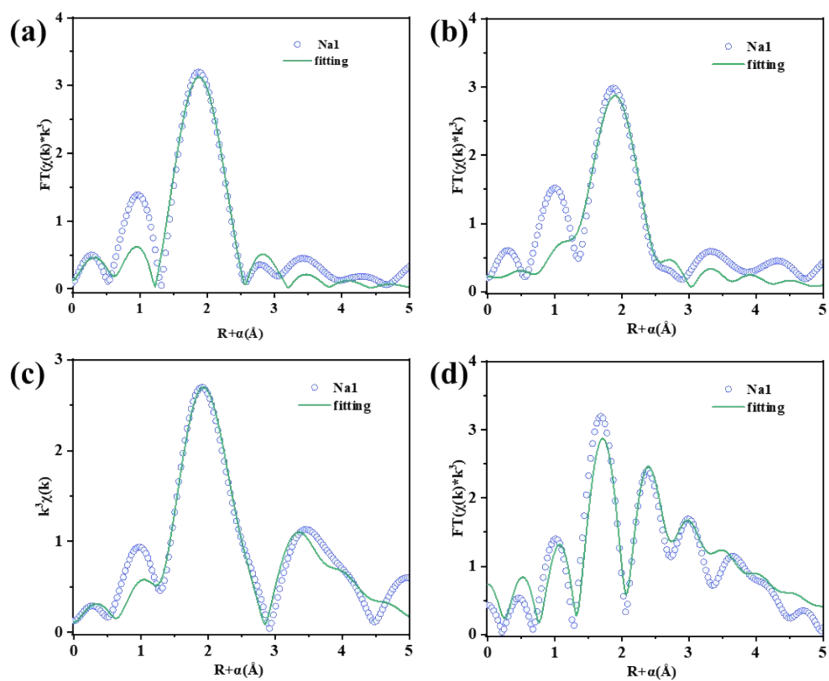 (a)
4
3
2
1
0
FT(χ(k)*k³)
Na1
fitting
0 1 2 3 4 5
R+α(Å)
(b)
4
3
2
1
0
FT(χ(k)*k³)
Na1
fitting
0 1 2 3 4 5
R+α(Å)
(c)
3
2
1
0
k³χ(k)
Na1
fitting
0 1 2 3 4 5
R+α(Å)
(d)
4
3
2
1
0
FT(χ(k)*k³)
Na1
fitting
0 1 2 3 4 5
R+α(Å)